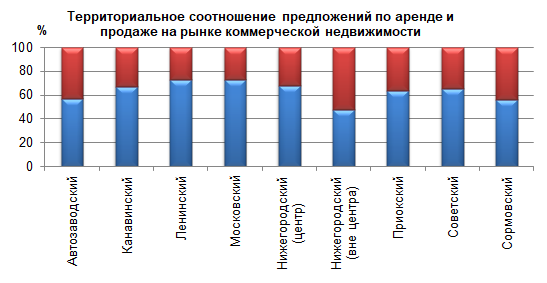 Территориальное соотношение предложений по аренде и
продаже на рынке коммерческой недвижимости
%
100
80
60
40
20
0
Автозаводский
Канавинский
Ленинский
Московский
Нижегородский
(центр)
Нижегородский
(вне центра)
Приокский
Советский
Сормовский